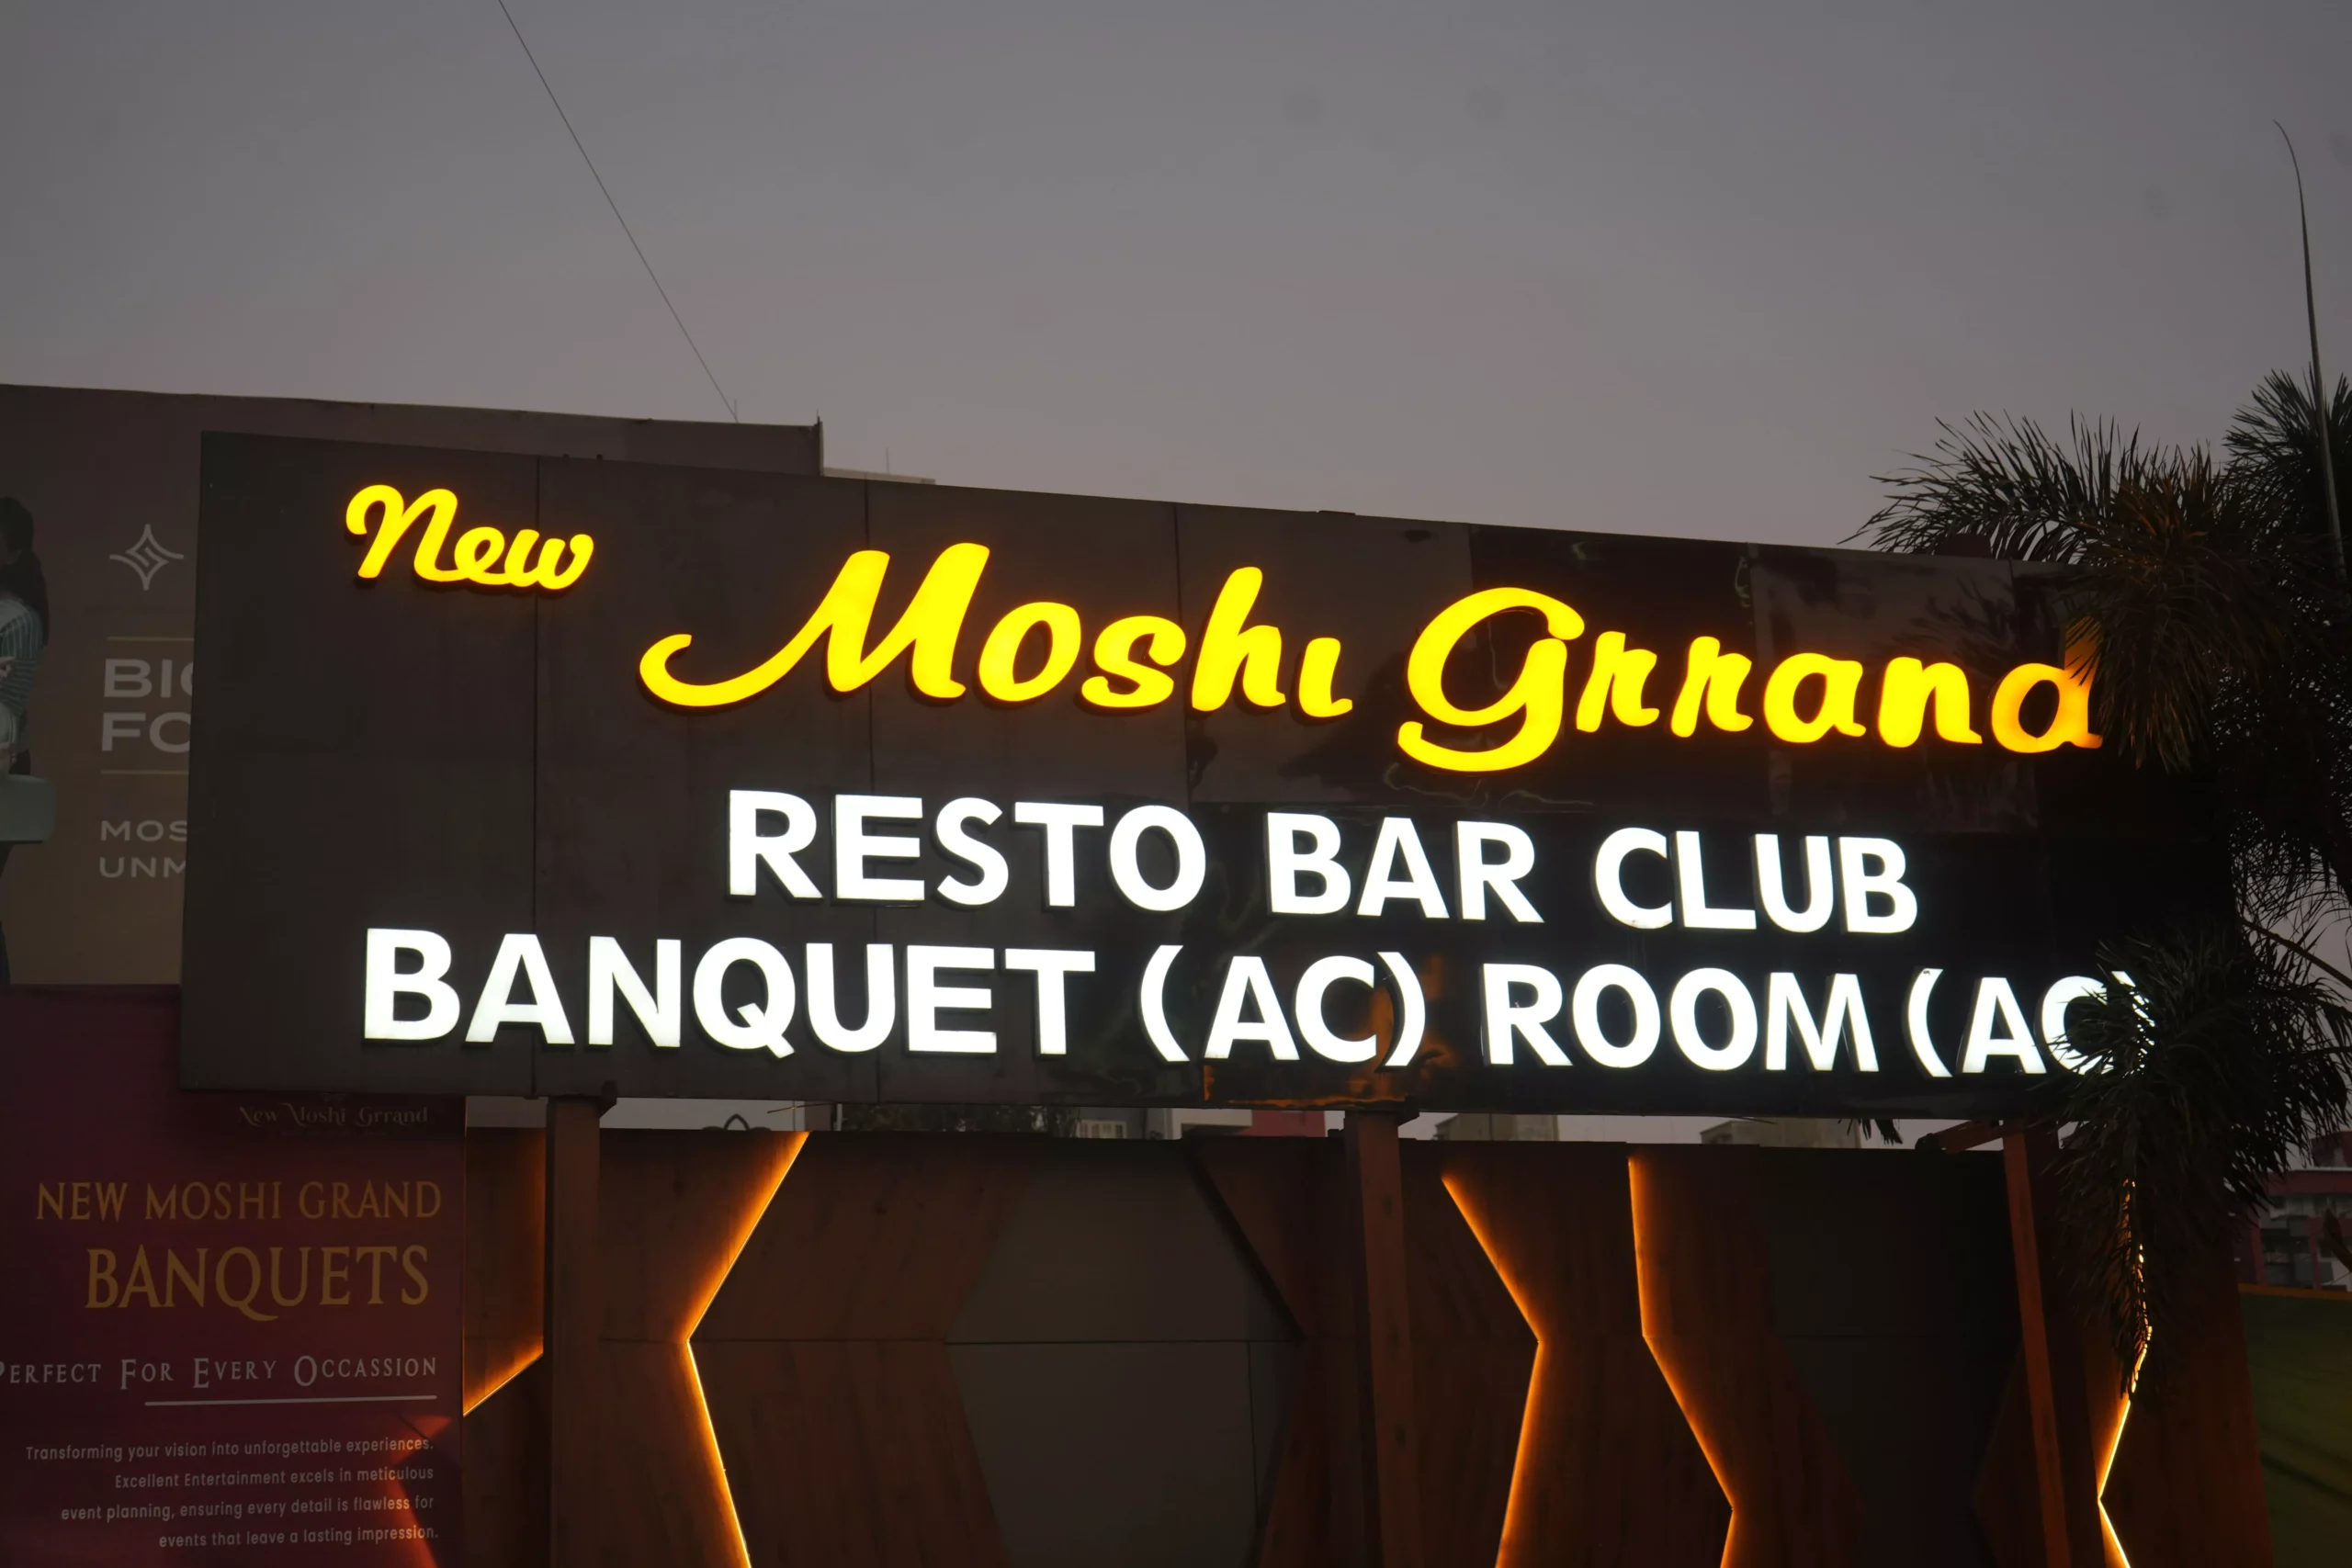 New
Moshi Grrand
RESTO BAR CLUB
BANQUET (AC) ROOM (AC)
BIG
FO
MOS
UNM
New Moshi Grrand
NEW MOSHI GRAND
BANQUETS
PERFECT FOR EVERY OCCASSION
Transforming your vision into unforgettable experiences.
Excellent Entertainment excels in meticulous
event planning, ensuring every detail is flawless for
events that leave a lasting impression.